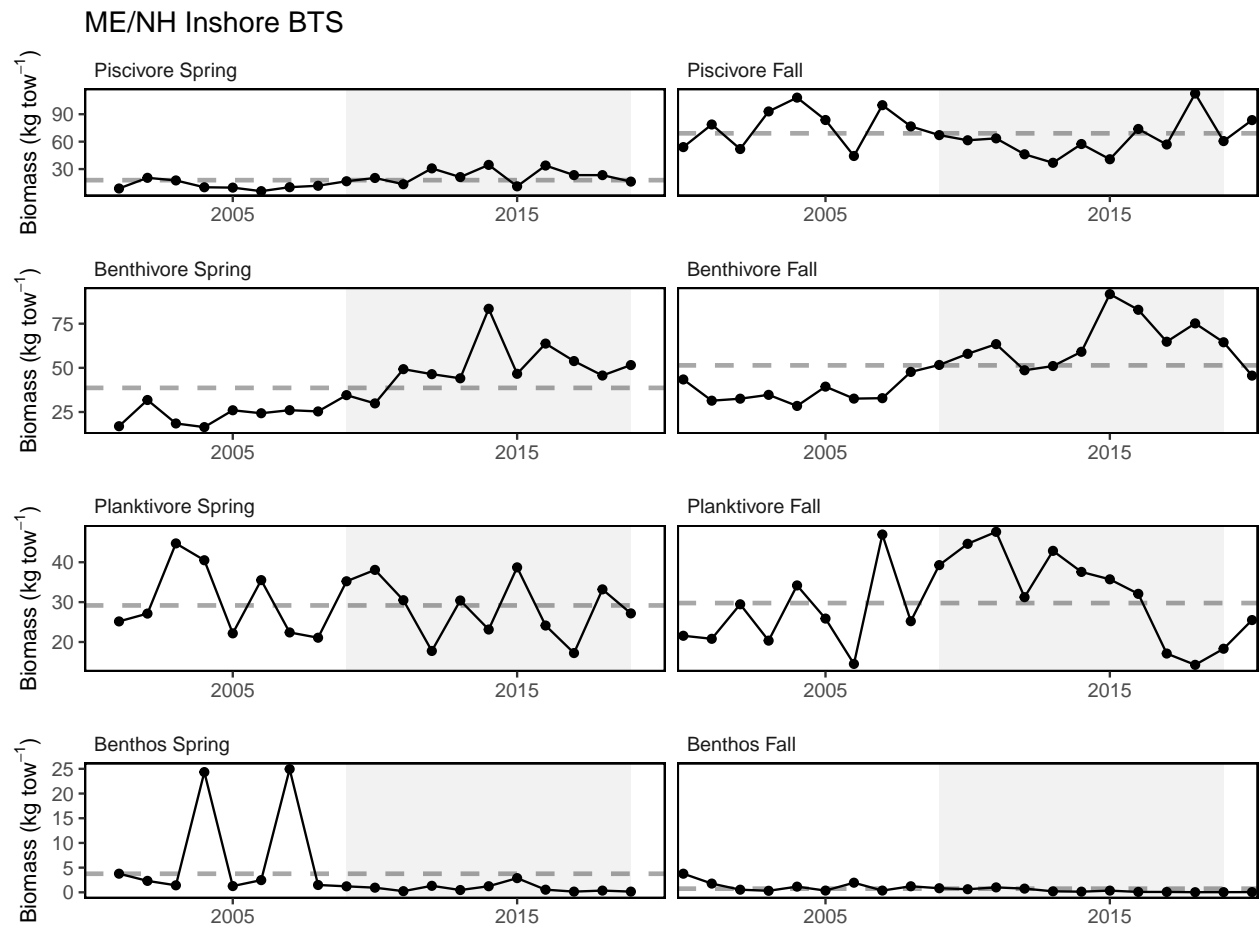 ME/NH Inshore BTS
Piscivore Spring
Piscivore Fall
Biomass (kg tow⁻¹)
90
60
30
2005
2015
2005
2015
Benthivore Spring
Benthivore Fall
Biomass (kg tow⁻¹)
75
50
25
2005
2015
2005
2015
Planktivore Spring
Planktivore Fall
Biomass (kg tow⁻¹)
40
30
20
2005
2015
2005
2015
Benthos Spring
Benthos Fall
Biomass (kg tow⁻¹)
25
20
15
10
5
0
2005
2015
2005
2015